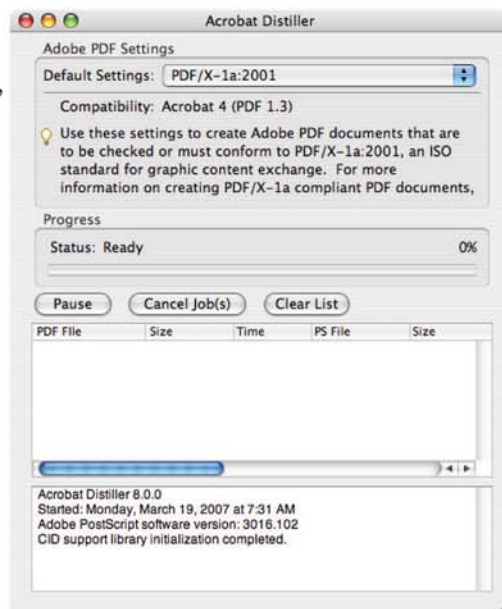 Acrobat Distiller
Adobe PDF Settings
Default Settings: PDF/X-1a:2001
Compatibility: Acrobat 4 (PDF 1.3)
Use these settings to create Adobe PDF documents that are
to be checked or must conform to PDF/X-1a:2001, an ISO
standard for graphic content exchange. For more
information on creating PDF/X-1a compliant PDF documents,
Progress
Status: Ready 0%
Pause Cancel Job(s) Clear List
PDF FIle Size Time PS File Size
Acrobat Distiller 8.0.0
Started: Monday, March 19, 2007 at 7:31 AM
Adobe PostScript software version: 3016.102
CID support library initialization completed.